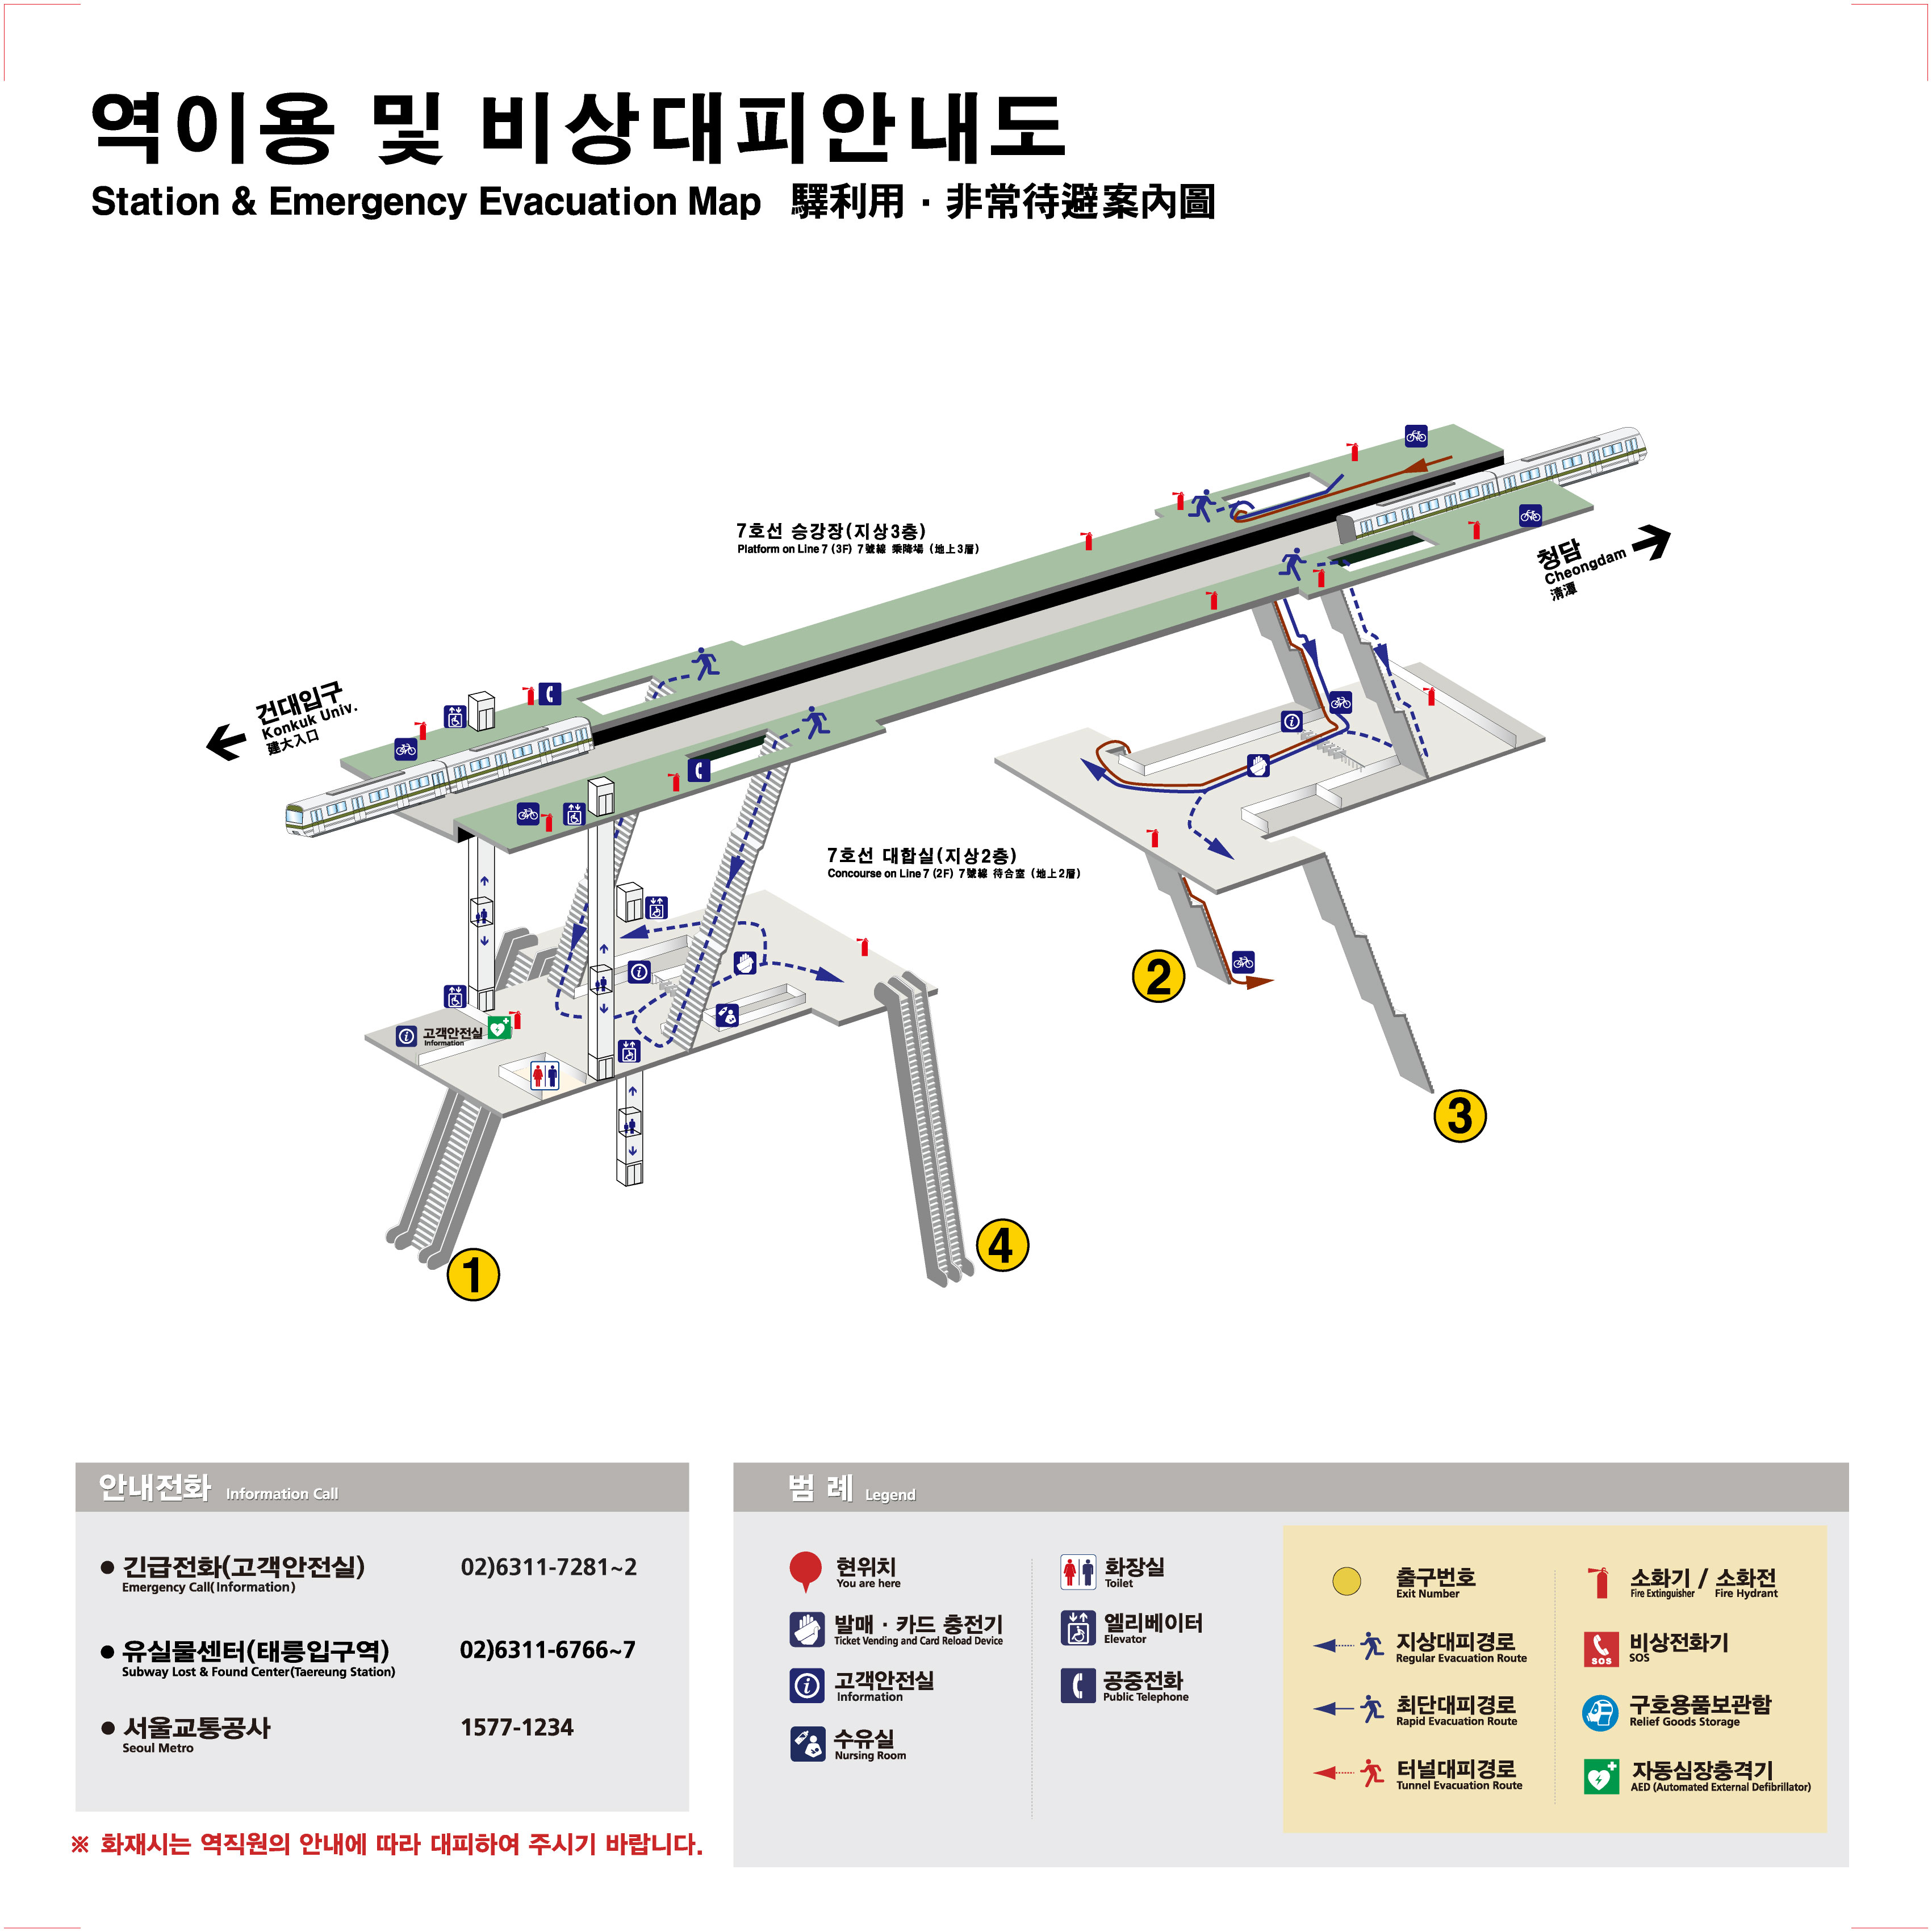 역이용 및 비상대피안내도
Station & Emergency Evacuation Map 驛利用 · 非常待避案內圖
7호선 승강장(지상3층)
Platform on Line 7 (3F) 7號線 乘降場 (地上3層)
청담
Cheongdam
淸潭
건대입구
Konkuk Univ.
建大入口
7호선 대합실(지상2층)
Concourse on Line 7 (2F) 7號線 待合室 (地上2層)
고객안전실
Information
2
3
4
1
안내전화 Information Call
● 긴급전화(고객안전실) 02)6311-7281~2
Emergency Call(Information)
● 유실물센터(태릉입구역) 02)6311-6766~7
Subway Lost & Found Center(Taereung Station)
● 서울교통공사 1577-1234
Seoul Metro
※ 화재시는 역직원의 안내에 따라 대피하여 주시기 바랍니다.
범 례 Legend
현위치
You are here
발매 · 카드 충전기
Ticket Vending and Card Reload Device
고객안전실
Information
수유실
Nursing Room
화장실
Toilet
엘리베이터
Elevator
공중전화
Public Telephone
출구번호
Exit Number
지상대피경로
Regular Evacuation Route
최단대피경로
Rapid Evacuation Route
터널대피경로
Tunnel Evacuation Route
소화기 / 소화전
Fire Extinguisher / Fire Hydrant
SOS
비상전화기
SOS
구호용품보관함
Relief Goods Storage
자동심장충격기
AED (Automated External Defibrillator)